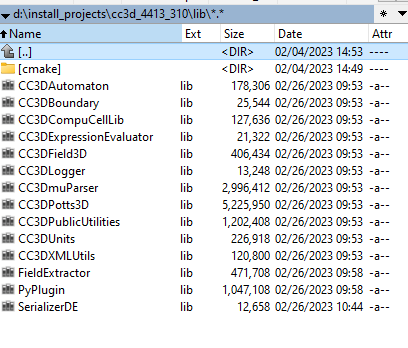 d:\install_projects\cc3d_4413_310\lib\*.*
Name Ext Size Date Attr
[..] <DIR> 02/04/2023 14:53 ----
[cmake] <DIR> 02/04/2023 14:49 ----
CC3DAutomaton lib 178,306 02/26/2023 09:53 -a--
CC3DBoundary lib 25,544 02/26/2023 09:53 -a--
CC3DCompuCellLib lib 127,636 02/26/2023 09:53 -a--
CC3DExpressionEvaluator lib 21,322 02/26/2023 09:53 -a--
CC3DField3D lib 406,434 02/26/2023 09:53 -a--
CC3DLogger lib 13,248 02/26/2023 09:53 -a--
CC3DmuParser lib 2,996,412 02/26/2023 09:53 -a--
CC3DPotts3D lib 5,225,950 02/26/2023 09:53 -a--
CC3DPublicUtilities lib 1,202,408 02/26/2023 09:53 -a--
CC3DUnits lib 226,918 02/26/2023 09:53 -a--
CC3DXMLUtils lib 120,800 02/26/2023 09:53 -a--
FieldExtractor lib 471,708 02/26/2023 09:58 -a--
PyPlugin lib 1,047,108 02/26/2023 09:58 -a--
SerializerDE lib 12,658 02/26/2023 10:44 -a--